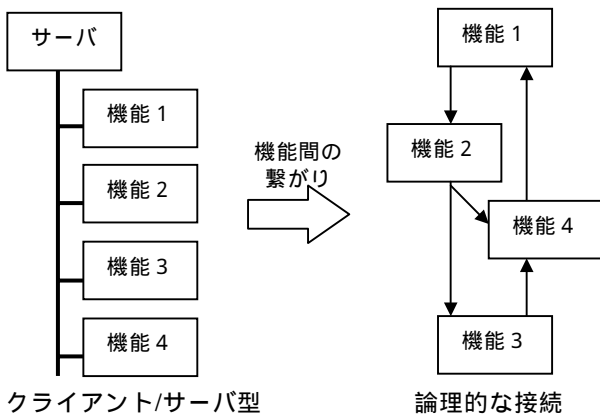 サーバ
機能 1
機能 2
機能 3
機能 4
クライアント/サーバ型
機能間の
繋がり
機能 1
機能 2
機能 4
機能 3
論理的な接続